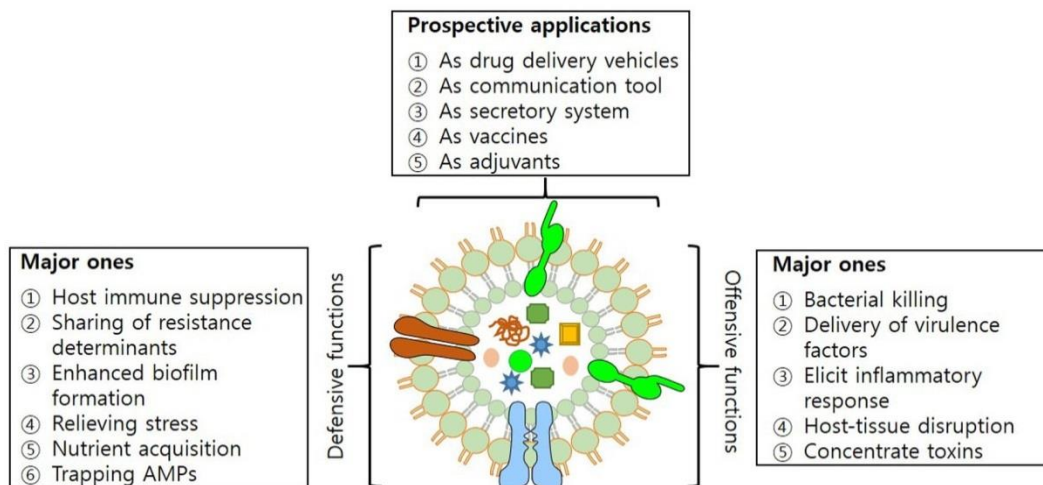 Prospective applications
① As drug delivery vehicles
② As communication tool
③ As secretory system
④ As vaccines
⑤ As adjuvants
Major ones
① Host immune suppression
② Sharing of resistance
determinants
③ Enhanced biofilm
formation
④ Relieving stress
⑤ Nutrient acquisition
⑥ Trapping AMPs
Defensive functions
Offensive functions
Major ones
① Bacterial killing
② Delivery of virulence
factors
③ Elicit inflammatory
response
④ Host-tissue disruption
⑤ Concentrate toxins